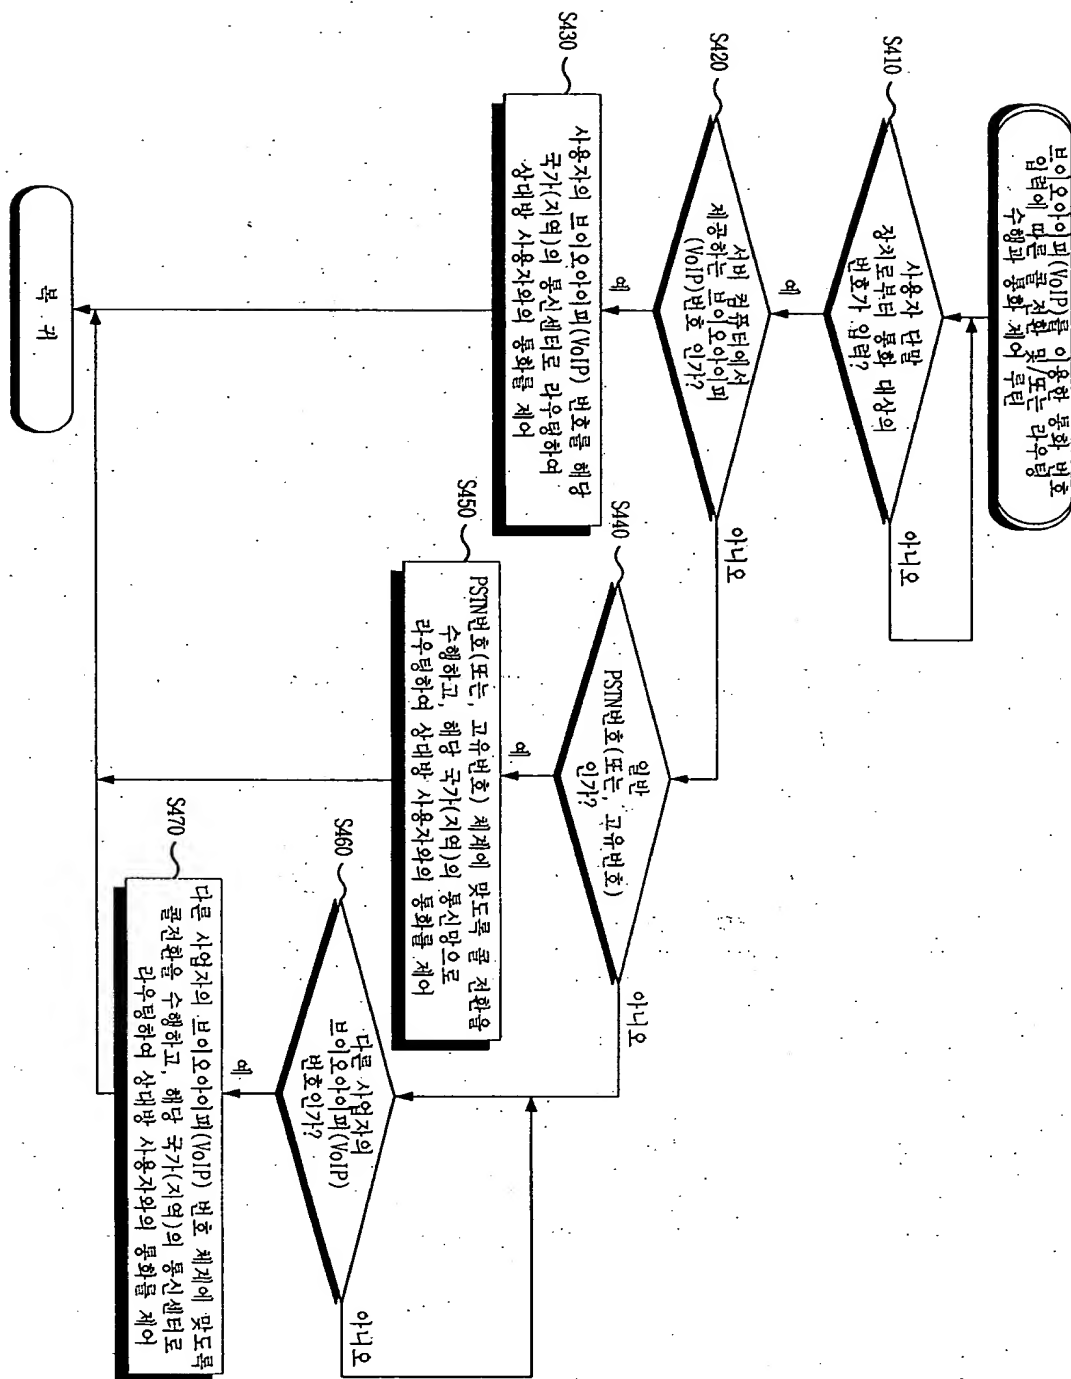 브이오아이피(VoIP)를 이용한 통화 번호
입력에 따른 콜 전환 및/또는 라우팅
수행과 통화 제어 루틴
S410
사용자 단말
장치로부터 통화 대상의
번호가 입력?
아니요
예
S420
서버 컴퓨터에서
제공하는 브이오아이피
(VoIP)번호 인가?
아니요
예
S430
사용자의 브이오아이피(VoIP) 번호를 해당
국가(지역)의 통신센터로 라우팅하여
상대방 사용자와의 통화를 제어
S440
일반
PSTN번호(또는, 고유번호)
인가?
아니요
예
S450
PSTN번호(또는, 고유번호) 체계에 맞도록 콜 전환을
수행하고, 해당 국가(지역)의 통신망으로
라우팅하여 상대방 사용자와의 통화를 제어
S460
다른 사업자의
브이오아이피(VoIP)
번호인가?
아니요
예
S470
다른 사업자의 브이오아이피(VoIP) 번호 체계에 맞도록
콜전환을 수행하고, 해당 국가(지역)의 통신센터로
라우팅하여 상대방 사용자와의 통화를 제어
복 귀